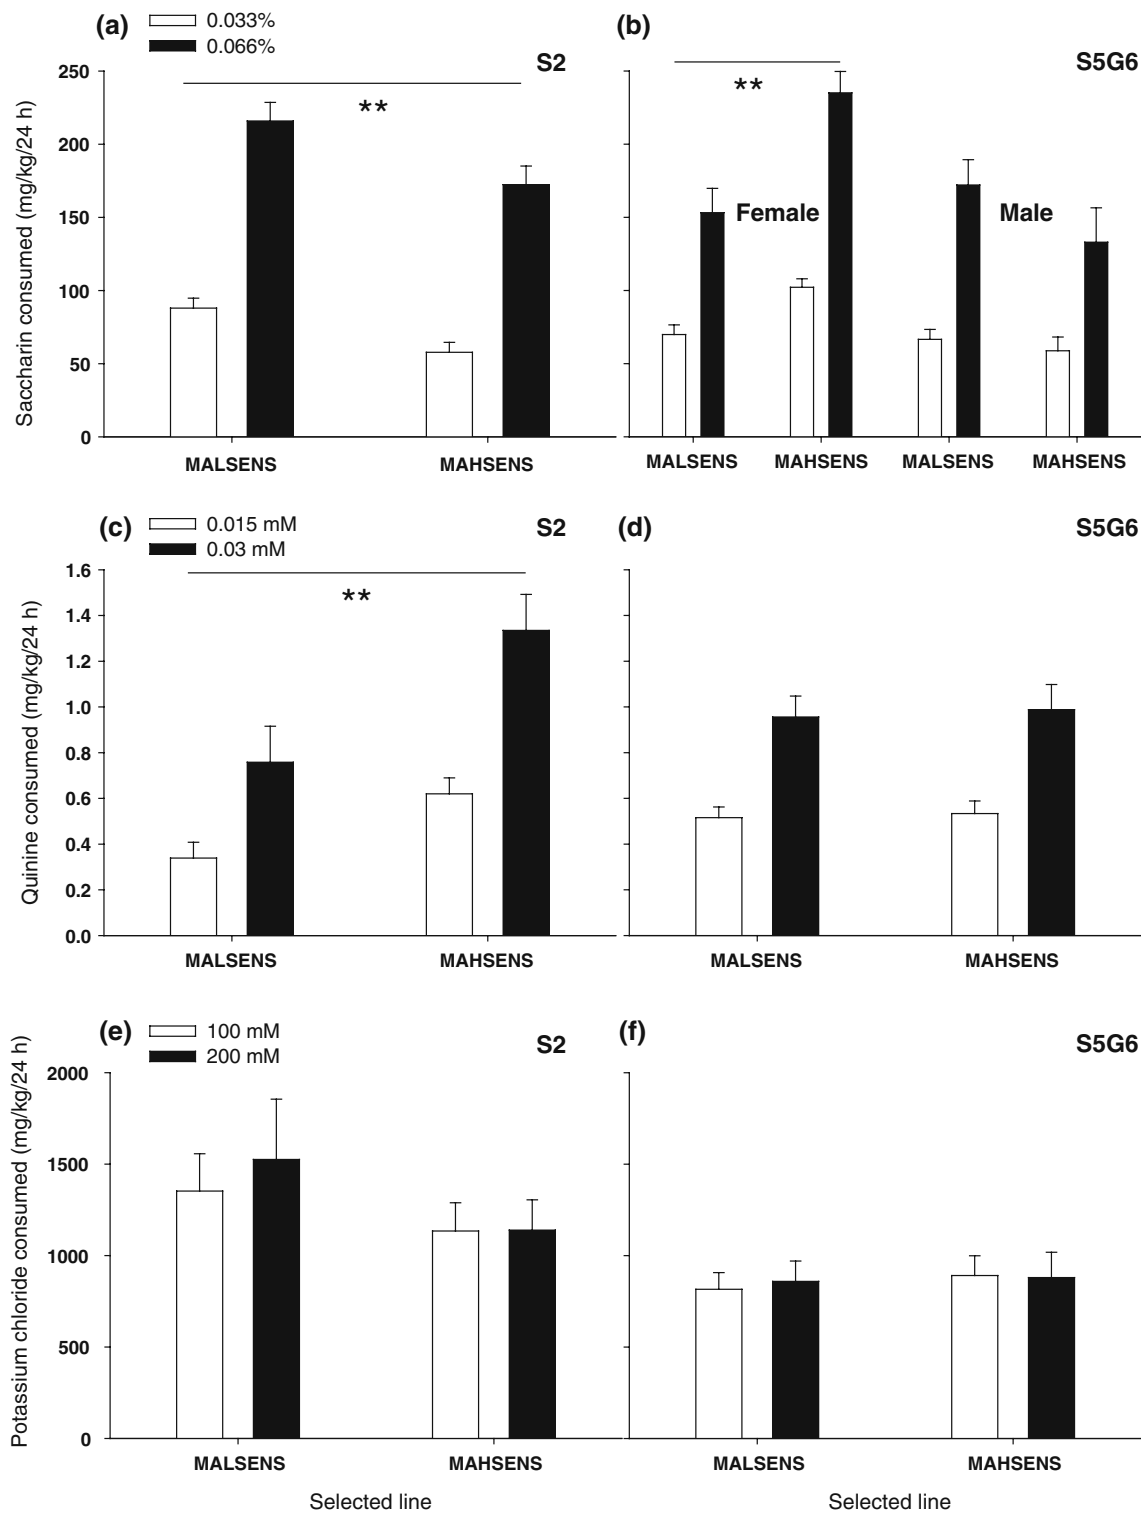 (a)
0.033%
0.066%
S2
(b)
S5G6
250
200
150
100
50
0
Saccharin consumed (mg/kg/24 h)
**
**
Female
Male
MALSENS
MAHSENS
MALSENS
MAHSENS
MALSENS
MAHSENS
(c)
0.015 mM
0.03 mM
S2
(d)
S5G6
1.6
1.4
1.2
1.0
0.8
0.6
0.4
0.2
0.0
Quinine consumed (mg/kg/24 h)
**
MALSENS
MAHSENS
MALSENS
MAHSENS
(e)
100 mM
200 mM
S2
(f)
S5G6
2000
1500
1000
500
0
Potassium chloride consumed (mg/kg/24 h)
MALSENS
MAHSENS
MALSENS
MAHSENS
Selected line
Selected line